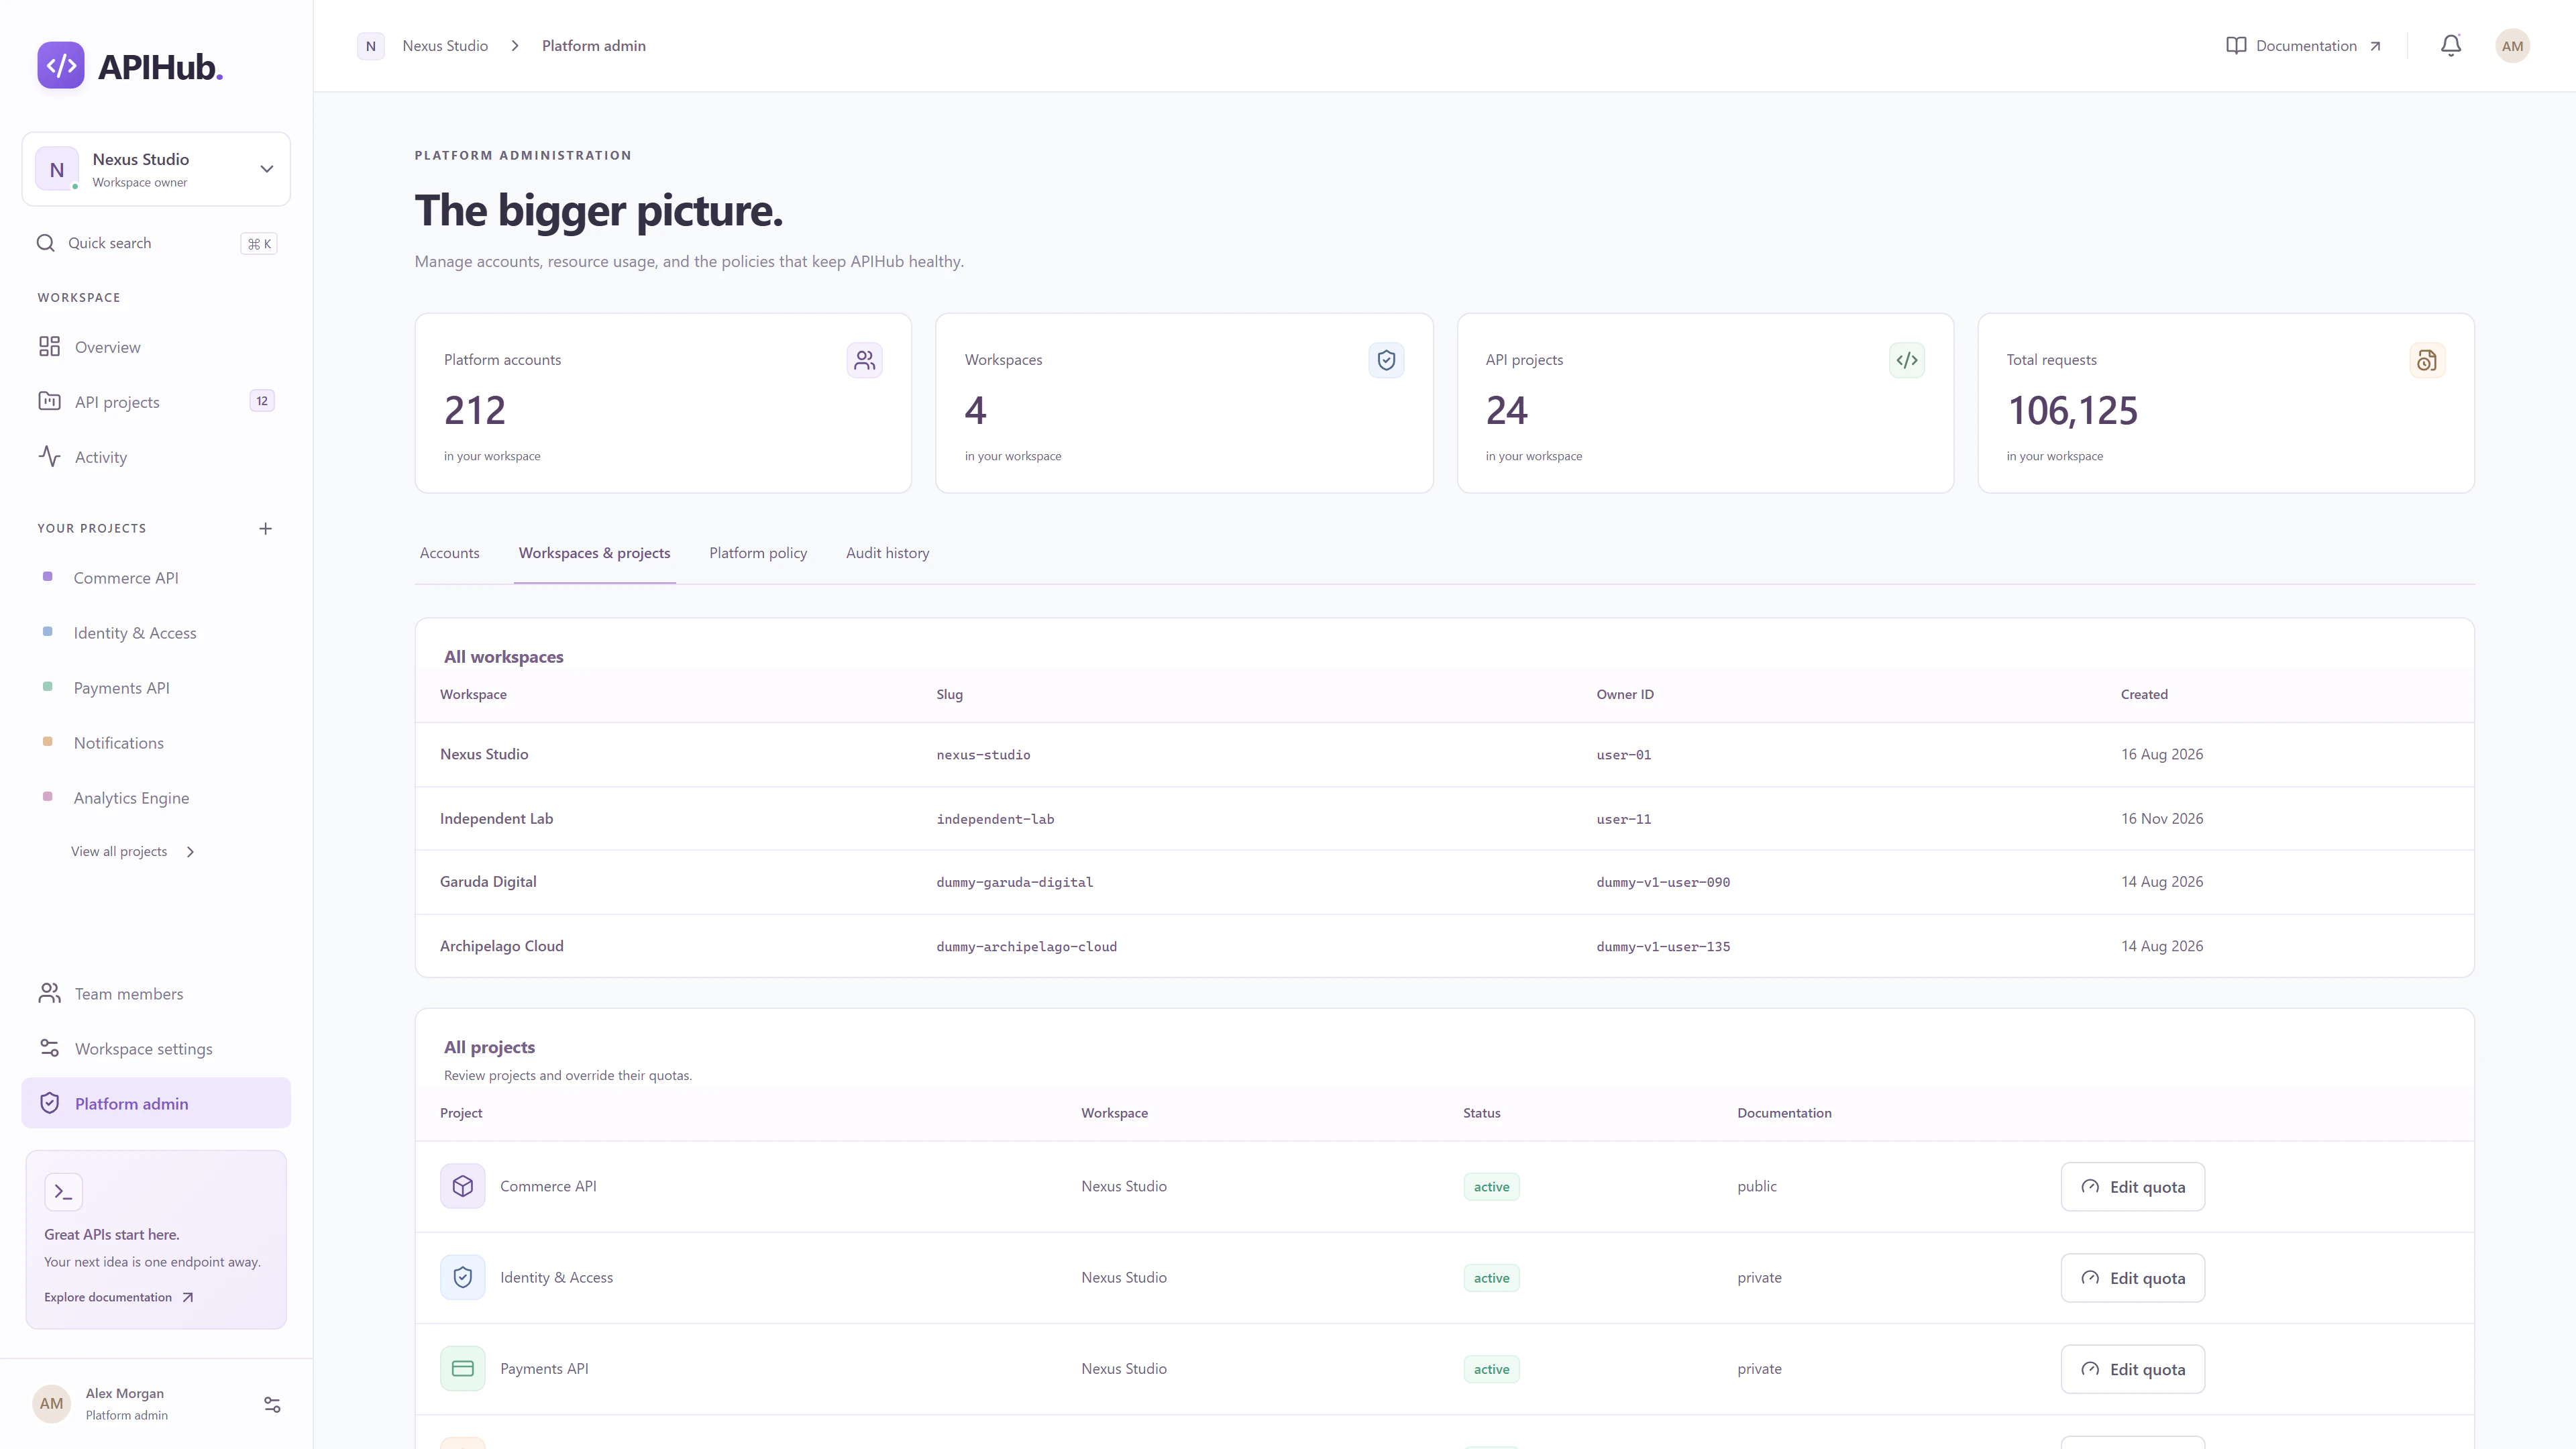 APIHub.
N
Nexus Studio
Workspace owner
Quick search
⌘ K
WORKSPACE
Overview
API projects
12
Activity
YOUR PROJECTS
Commerce API
Identity & Access
Payments API
Notifications
Analytics Engine
View all projects
Team members
Workspace settings
Platform admin
Great APIs start here.
Your next idea is one endpoint away.
Explore documentation
AM
Alex Morgan
Platform admin
N Nexus Studio Platform admin
Documentation
AM
PLATFORM ADMINISTRATION
The bigger picture.
Manage accounts, resource usage, and the policies that keep APIHub healthy.
Platform accounts
212
in your workspace
Workspaces
4
in your workspace
API projects
24
in your workspace
Total requests
106,125
in your workspace
Accounts Workspaces & projects Platform policy Audit history
All workspaces
Workspace Slug Owner ID Created
Nexus Studio nexus-studio user-01 16 Aug 2026
Independent Lab independent-lab user-11 16 Nov 2026
Garuda Digital dummy-garuda-digital dummy-v1-user-090 14 Aug 2026
Archipelago Cloud dummy-archipelago-cloud dummy-v1-user-135 14 Aug 2026
All projects
Review projects and override their quotas.
Project Workspace Status Documentation
Commerce API Nexus Studio active public Edit quota
Identity & Access Nexus Studio active private Edit quota
Payments API Nexus Studio active private Edit quota